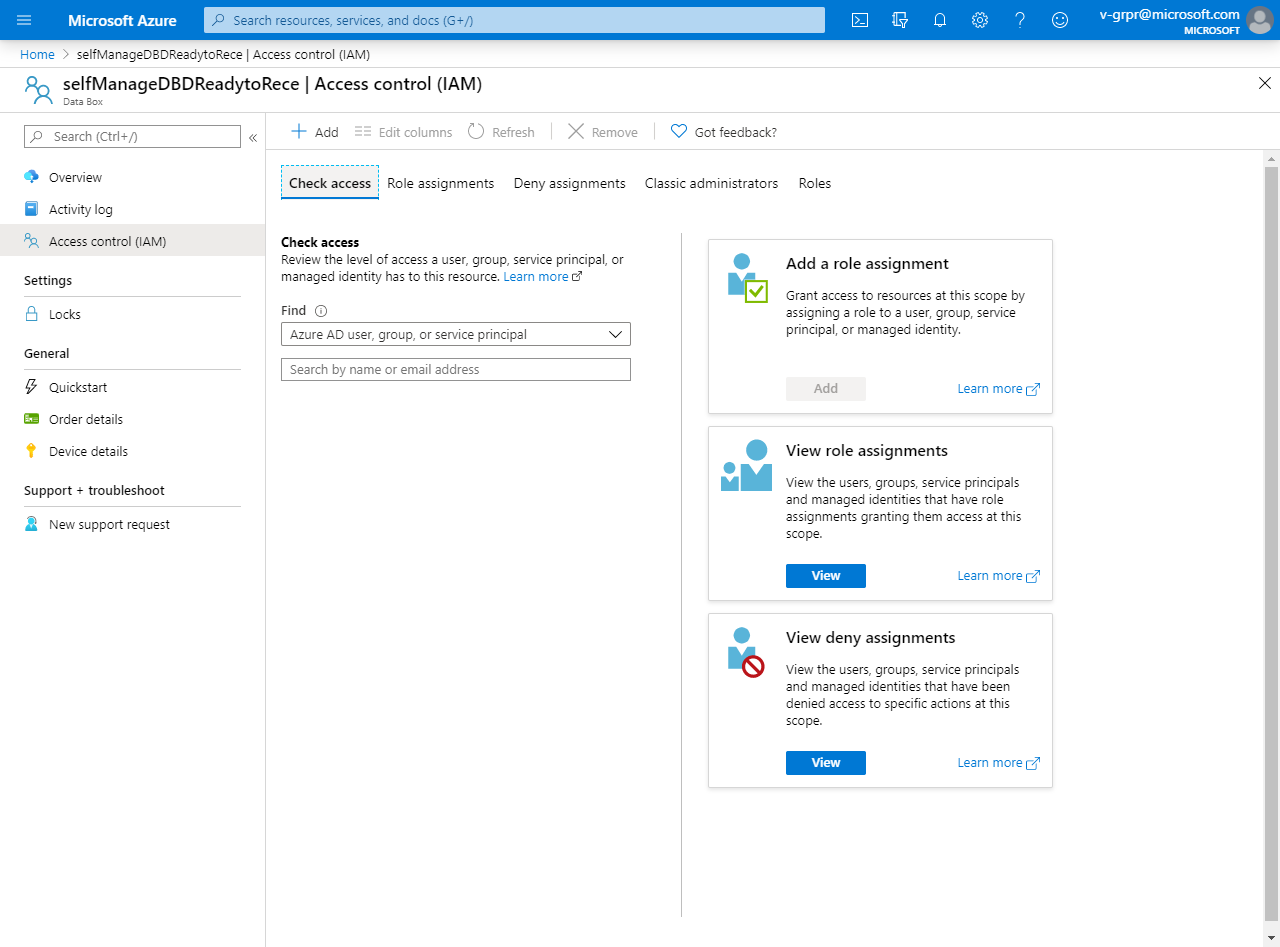 Microsoft Azure
Search resources, services, and docs (G+/)
v-grpr@microsoft.com
MICROSOFT
Home > selfManageDBDReadytoRece | Access control (IAM)
selfManageDBDReadytoRece | Access control (IAM)
Data Box
Search (Ctrl+/)
«
Overview
Activity log
Access control (IAM)
Settings
Locks
General
Quickstart
Order details
Device details
Support + troubleshoot
New support request
Add
Edit columns
Refresh
Remove
Got feedback?
Check access
Role assignments
Deny assignments
Classic administrators
Roles
Check access
Review the level of access a user, group, service principal, or
managed identity has to this resource. Learn more
Find
Azure AD user, group, or service principal
Search by name or email address
Add a role assignment
Grant access to resources at this scope by
assigning a role to a user, group, service
principal, or managed identity.
Add
Learn more
View role assignments
View the users, groups, service principals
and managed identities that have role
assignments granting them access at this
scope.
View
Learn more
View deny assignments
View the users, groups, service principals
and managed identities that have been
denied access to specific actions at this
scope.
View
Learn more